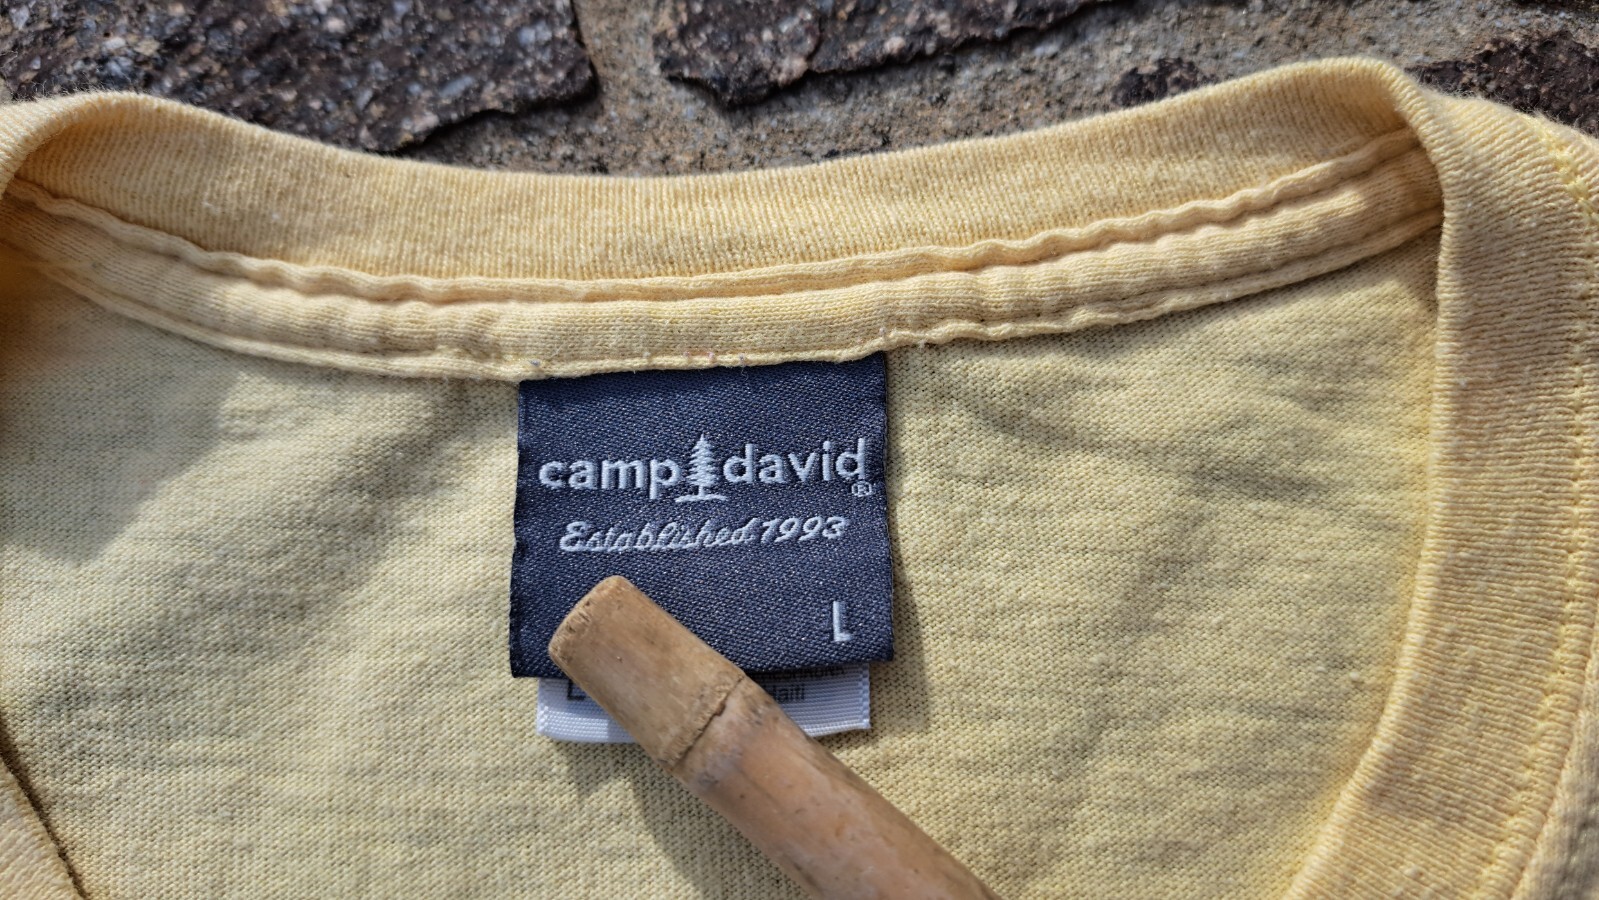 camp david®
Established 1993
L